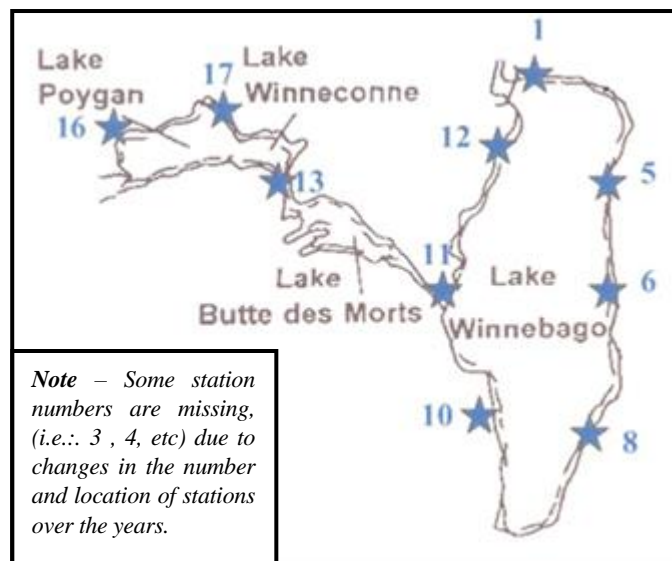 1
Lake
Poygan
17
Lake
Winneconne
16
12
13
5
11
Lake
6
Lake
Butte des Morts
Winnebago
10
8
Note – Some station
numbers are missing,
(i.e.:. 3 , 4, etc) due to
changes in the number
and location of stations
over the years.